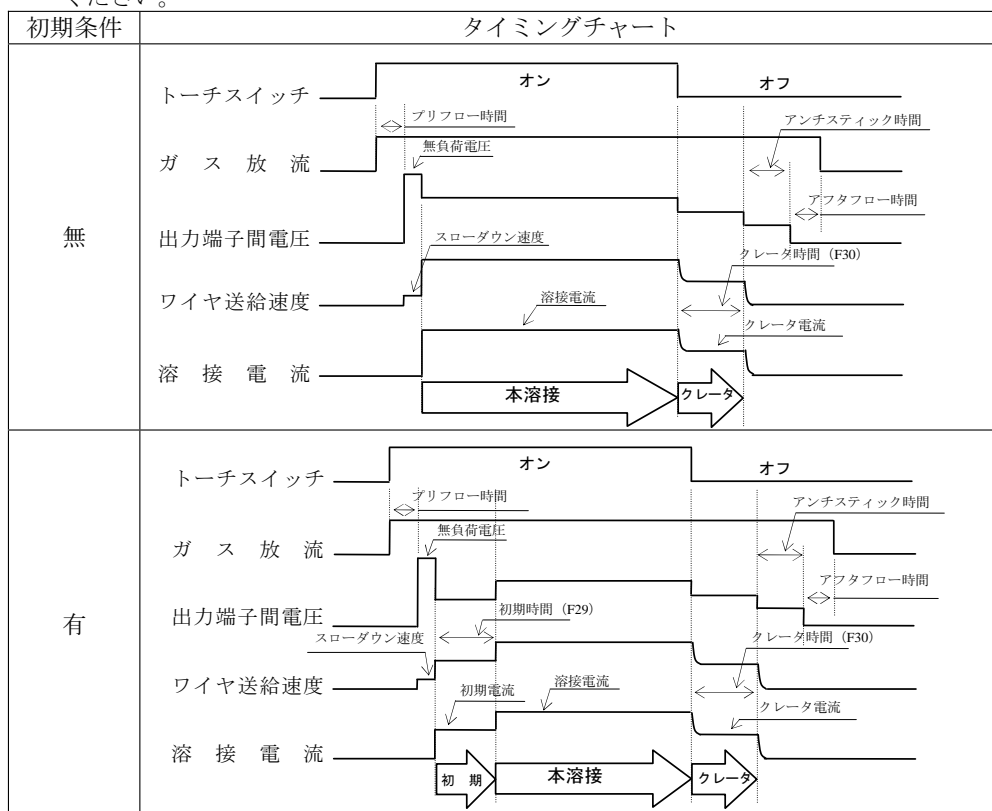 ください。
初期条件 タイミングチャート
無
トーチスイッチ オン オフ
プリフロー時間 アンチスティック時間
ガス放流 無負荷電圧
アフタフロー時間
出力端子間電圧 スローダウン速度
クレータ時間（F30）
ワイヤ送給速度 溶接電流
クレータ電流
溶接電流
本溶接 クレータ
有
トーチスイッチ オン オフ
プリフロー時間 アンチスティック時間
ガス放流 無負荷電圧
アフタフロー時間
出力端子間電圧 初期時間（F29）
スローダウン速度 クレータ時間（F30）
ワイヤ送給速度 初期電流 溶接電流
クレータ電流
溶接電流
初期 本溶接 クレータ